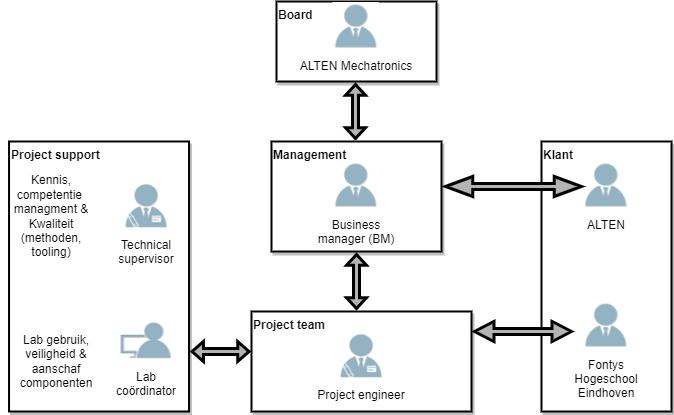 Board
ALTEN Mechatronics
Project support
Kennis,
competentie
managment &
Kwaliteit
(methoden,
tooling)
Technical
supervisor
Lab gebruik,
veiligheid &
aanschaf
componenten
Lab
coördinator
Management
Business
manager (BM)
Project team
Project engineer
Klant
ALTEN
Fontys
Hogeschool
Eindhoven